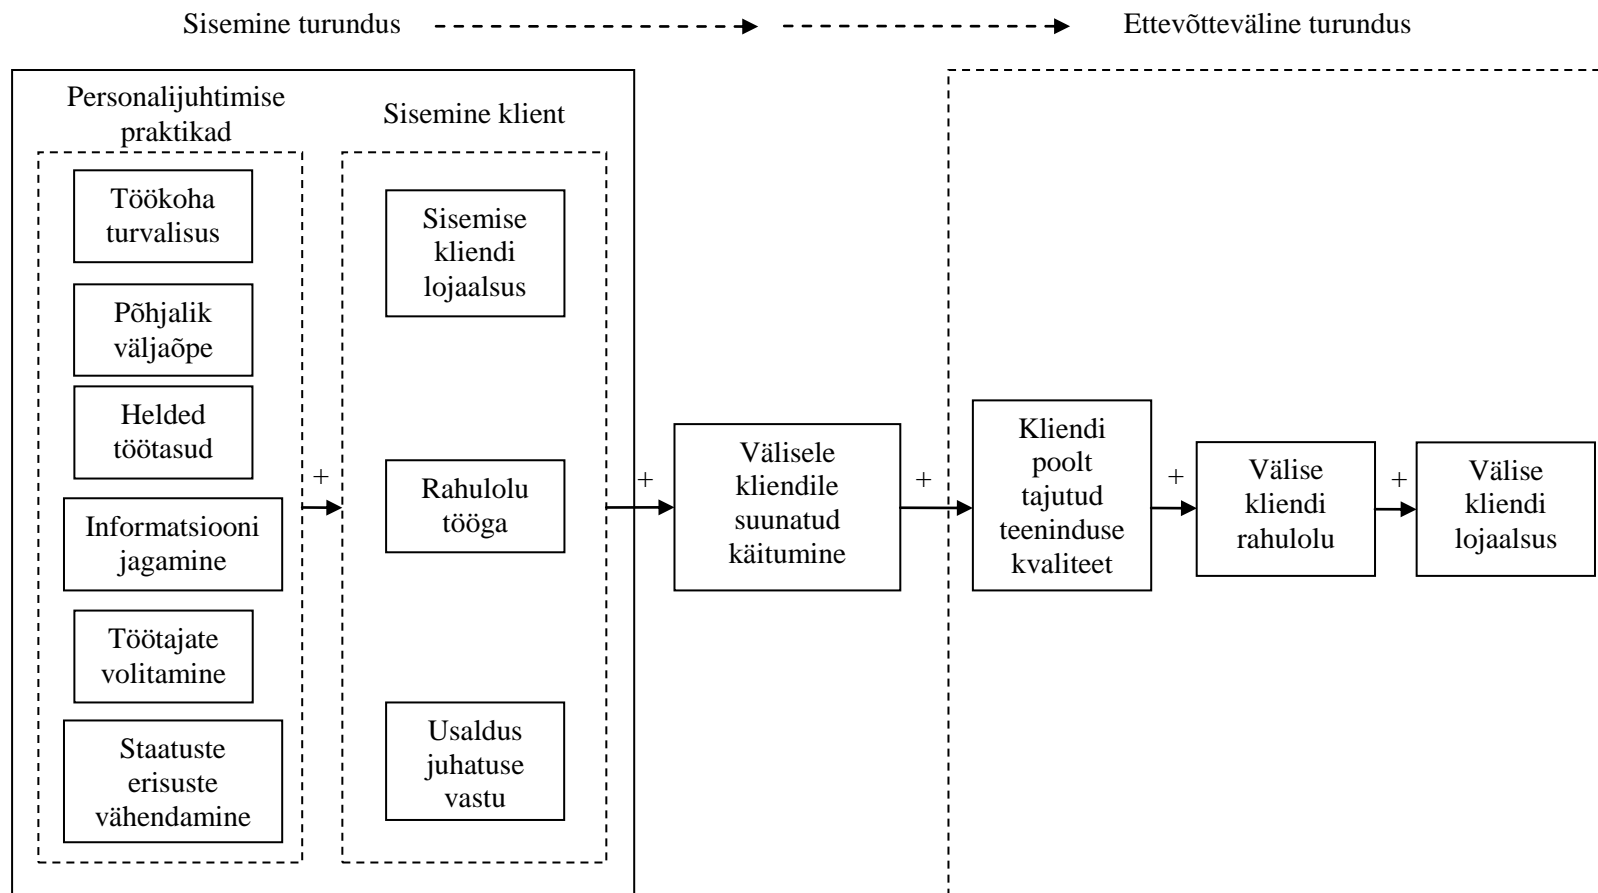 Sisemine turundus
Ettevõtteväline turundus
Personalijuhtimise
praktikad
Töökoha
turvalisus
Põhjalik
väljaõpe
Helded
töötasud
Informatsiooni
jagamine
Töötajate
volitamine
Staatuste
erisuste
vähendamine
+
Sisemine klient
Sisemise
kliendi
lojaalsus
Rahulolu
tööga
Usaldus
juhatuse
vastu
+
Välisele
kliendile
suunatud
käitumine
+
Kliendi
poolt
tajutud
teeninduse
kvaliteet
+
Välise
kliendi
rahulolu
+
Välise
kliendi
lojaalsus